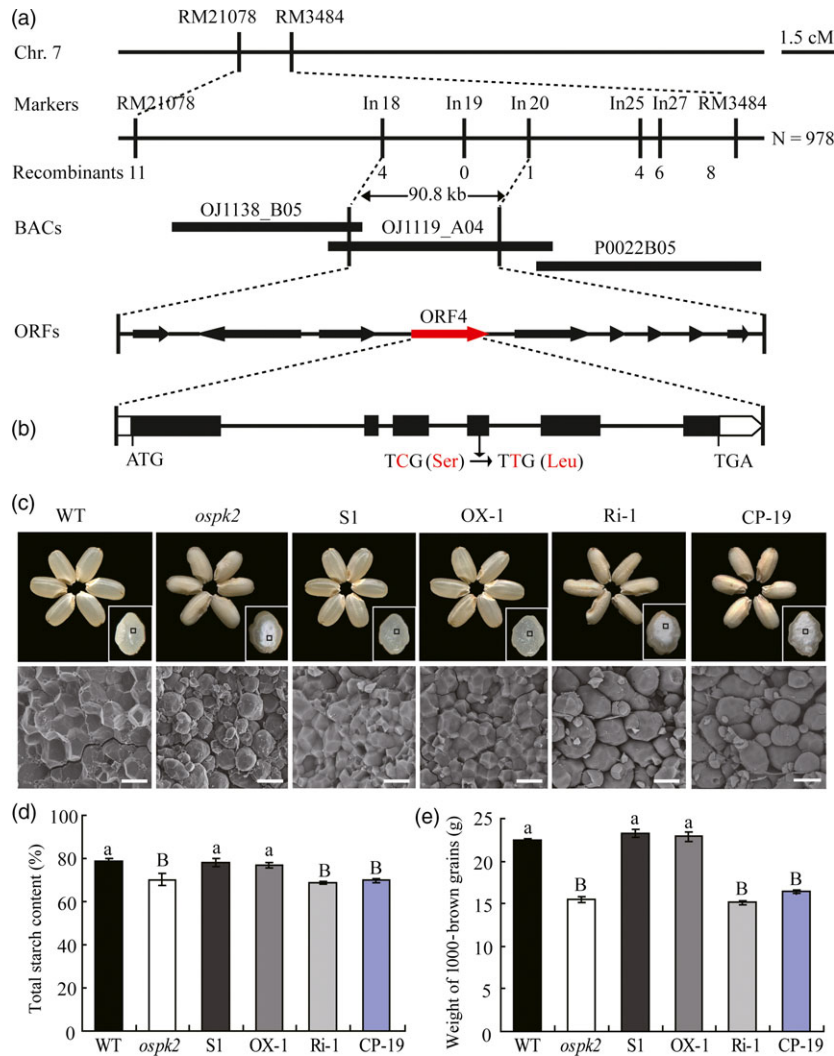 (a)
RM21078 RM3484
Chr. 7
1.5 cM
Markers RM21078 In 18 In 19 In 20 In25 In27 RM3484
N = 978
Recombinants 11 4 0 1 4 6 8
90.8 kb
OJ1138_B05
BACs
OJ1119_A04
P0022B05
ORFs
ORF4
(b)
ATG
TCG (Ser) TTG (Leu)
TGA
(c)
WT ospk2 S1 OX-1 Ri-1 CP-19
(d)
Total starch content (%)
100
80
60
40
20
0
a B a a B B
WT ospk2 S1 OX-1 Ri-1 CP-19
(e)
Weight of 1000-brown grains (g)
25
20
15
10
5
0
a B a a B B
WT ospk2 S1 OX-1 Ri-1 CP-19